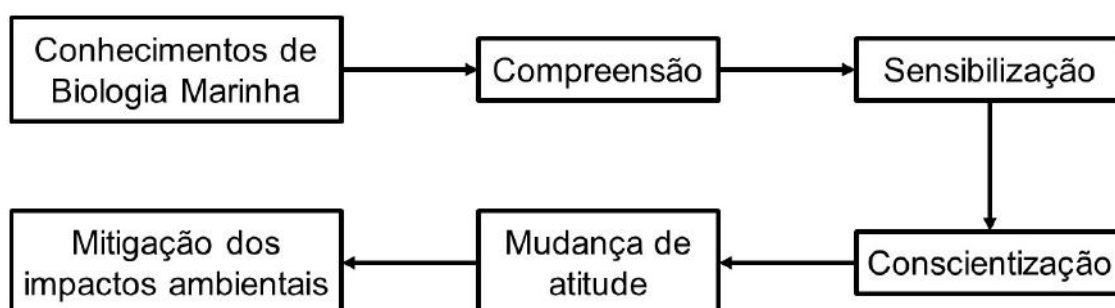 Conhecimentos de
Biologia Marinha
Compreensão
Sensibilização
Conscientização
Mudança de
atitude
Mitigação dos
impactos ambientais